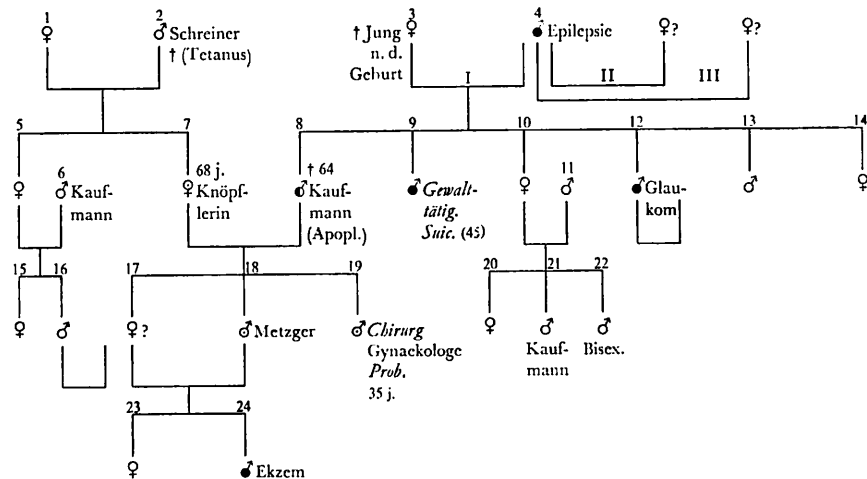 1 2 3 4
♀ ♂ Schreiner † Jung ♀ ♂ Epilepsie ♀? ♀?
† (Tetanus) n. d.
Geburt I II III
5 7 8 9 10 12 13 14
6 68 j. † 64 11
♀ ♂ Kauf- ♀ Knöpf- ♂ Kauf- ♂ Gewalt- ♀ ♂ ♂ Glau- ♂ ♀
mann lerin mann tätig. kom
(Apopl.) Suic. (45)
15 16 17 18 19 20 21 22
♀ ♂ ♀? ♂ Metzger ♂ Chirurg ♀ ♂ ♂
Gynaekologe Kauf- Bisex.
Prob. mann
35 j.
23 24
♀ ♂ Ekzem